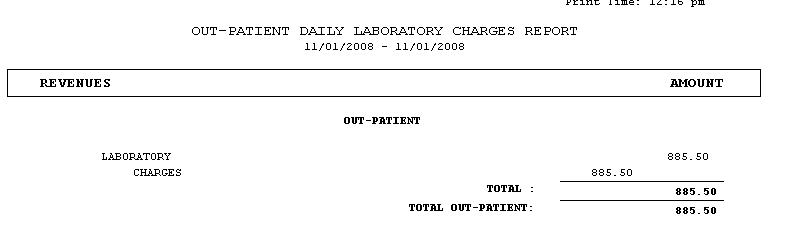 Print Time: 12:16 pm
OUT-PATIENT DAILY LABORATORY CHARGES REPORT
11/01/2008 - 11/01/2008
REVENUES AMOUNT
OUT-PATIENT
LABORATORY 885.50
CHARGES 885.50
TOTAL : 885.50
TOTAL OUT-PATIENT: 885.50